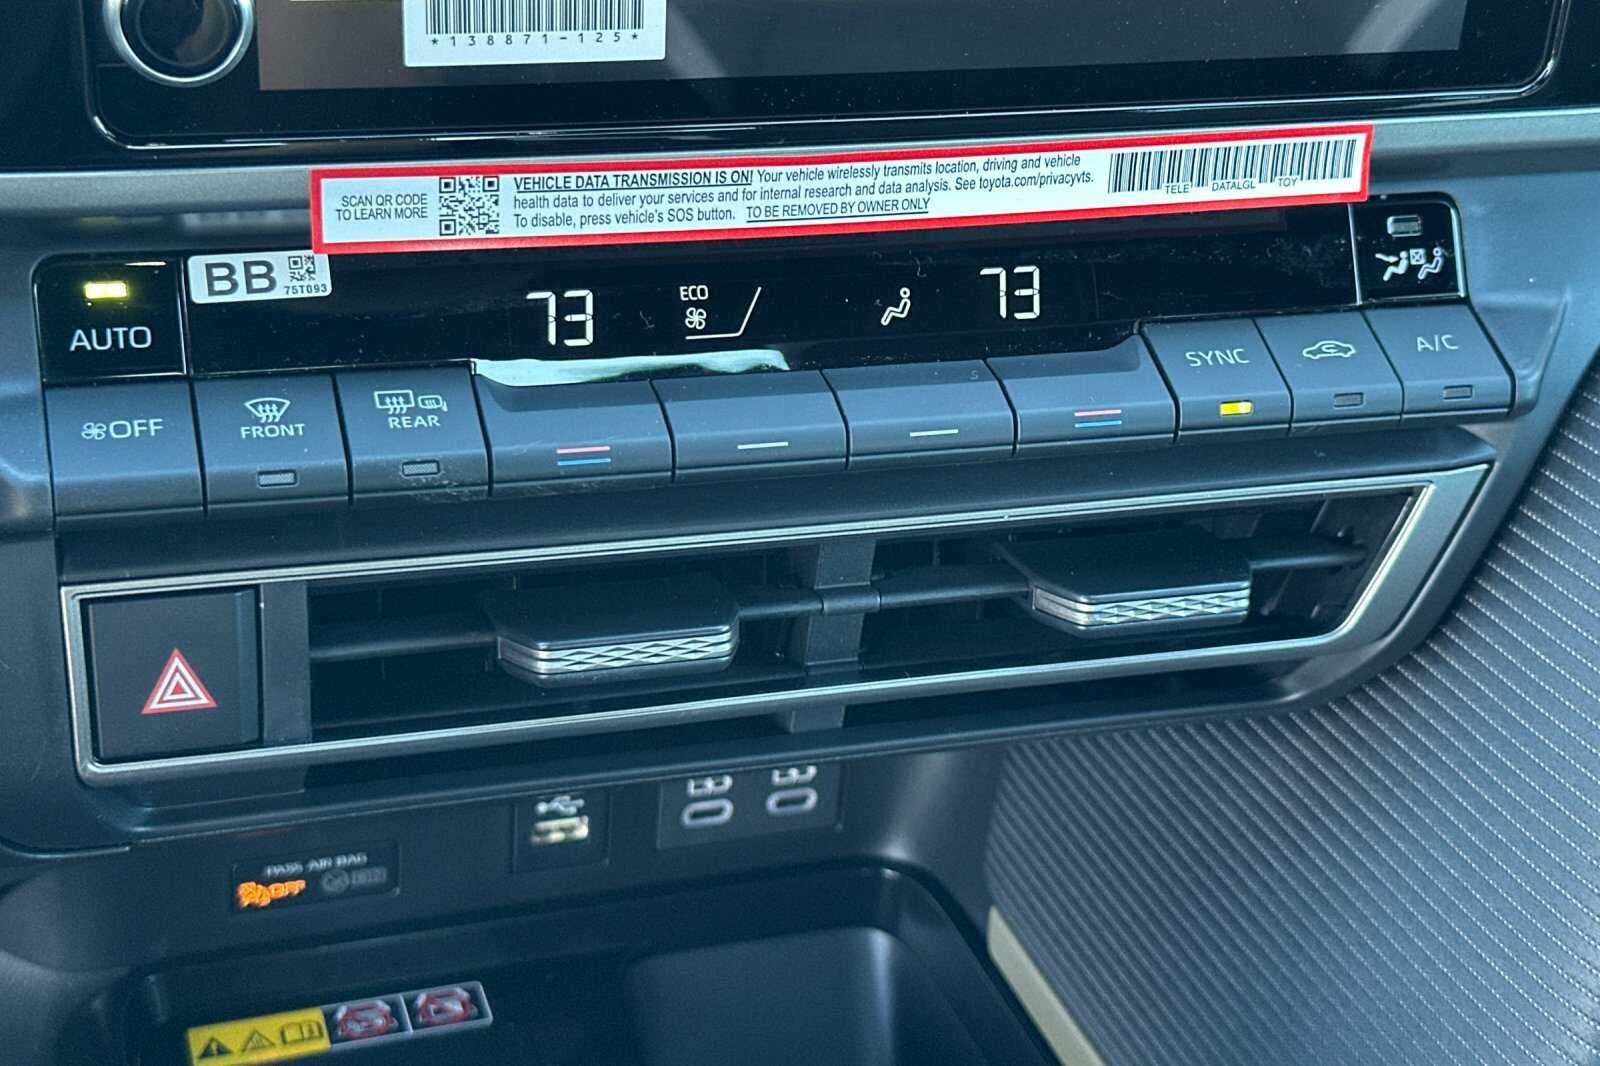 *138871-125*
SCAN QR CODE
TO LEARN MORE
VEHICLE DATA TRANSMISSION IS ON! Your vehicle wirelessly transmits location, driving and vehicle
health data to deliver your services and for internal research and data analysis. See toyota.com/privacyvts.
To disable, press vehicle's SOS button. TO BE REMOVED BY OWNER ONLY
TELE DATALGL TOY
BB
75T093
AUTO
73
ECO
73
OFF
FRONT
REAR
SYNC
A/C
PASS AIR BAG
OFF